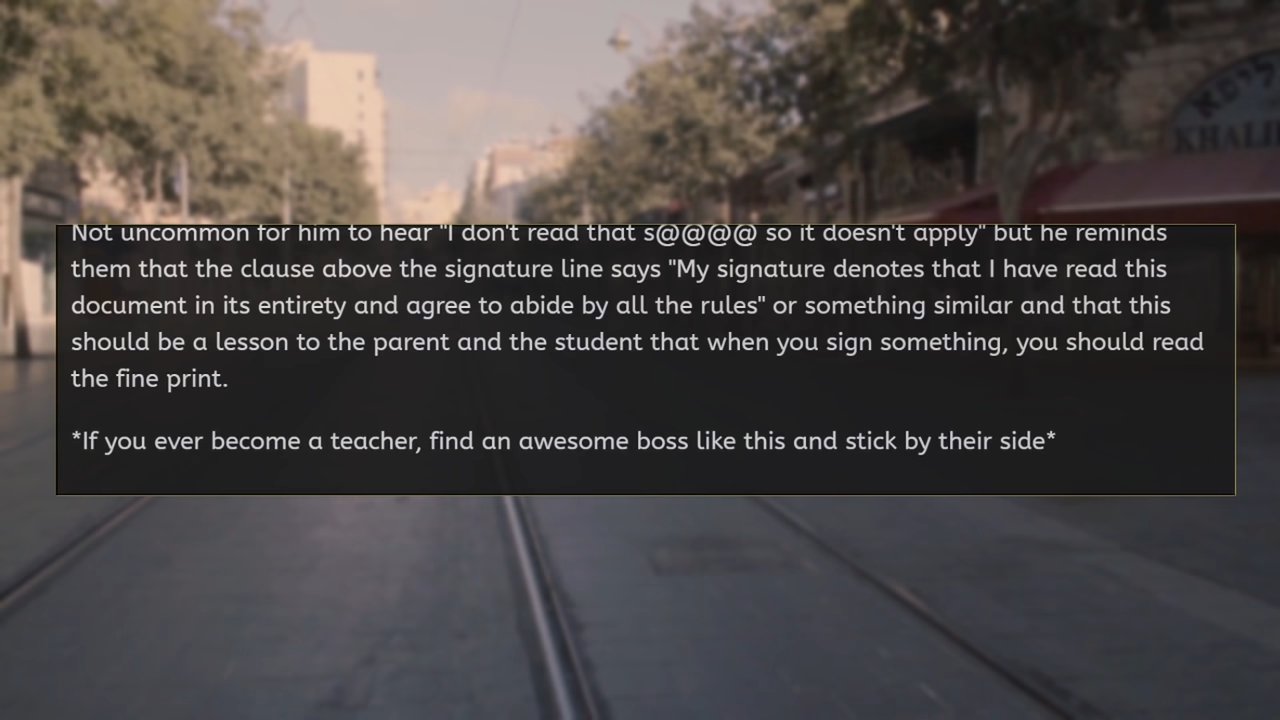 Not uncommon for him to hear "I don't read that s@@@@ so it doesn't apply" but he reminds
them that the clause above the signature line says "My signature denotes that I have read this
document in its entirety and agree to abide by all the rules" or something similar and that this
should be a lesson to the parent and the student that when you sign something, you should read
the fine print.
*If you ever become a teacher, find an awesome boss like this and stick by their side*